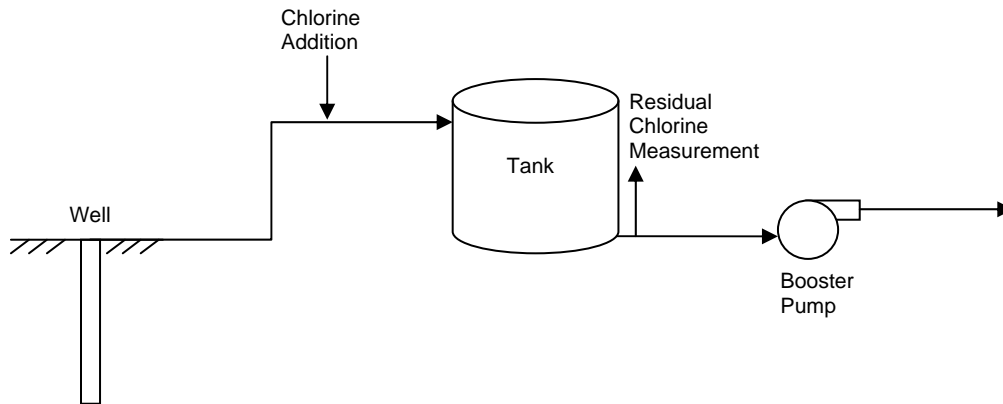 Chlorine
Addition
Residual
Chlorine
Measurement
Tank
Well
Booster
Pump